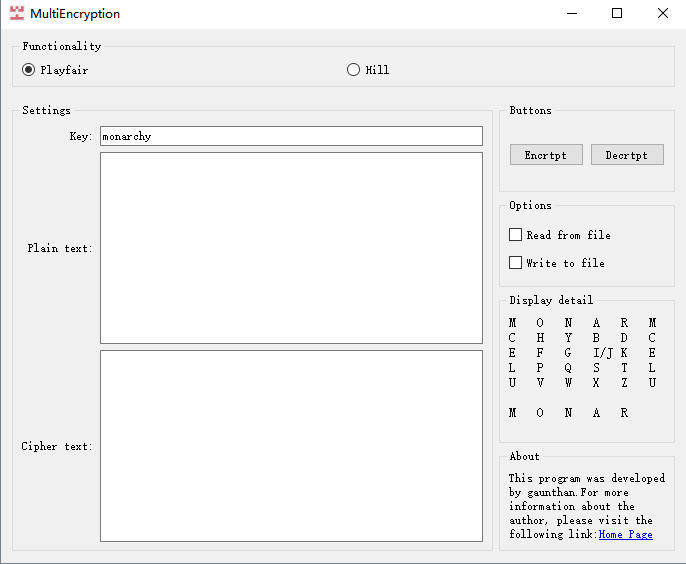 MultiEncryption
Functionality
Playfair
Hill
Settings
Key: monarchy
Plain text:
Cipher text:
Buttons
Encrtpt Decrtpt
Options
Read from file
Write to file
Display detail
M O N A R M
C H Y B D C
E F G I/J K E
L P Q S T L
U V W X Z U
M O N A R
About
This program was developed
by gaunthan.For more
information about the
author, please visit the
following link:Home Page